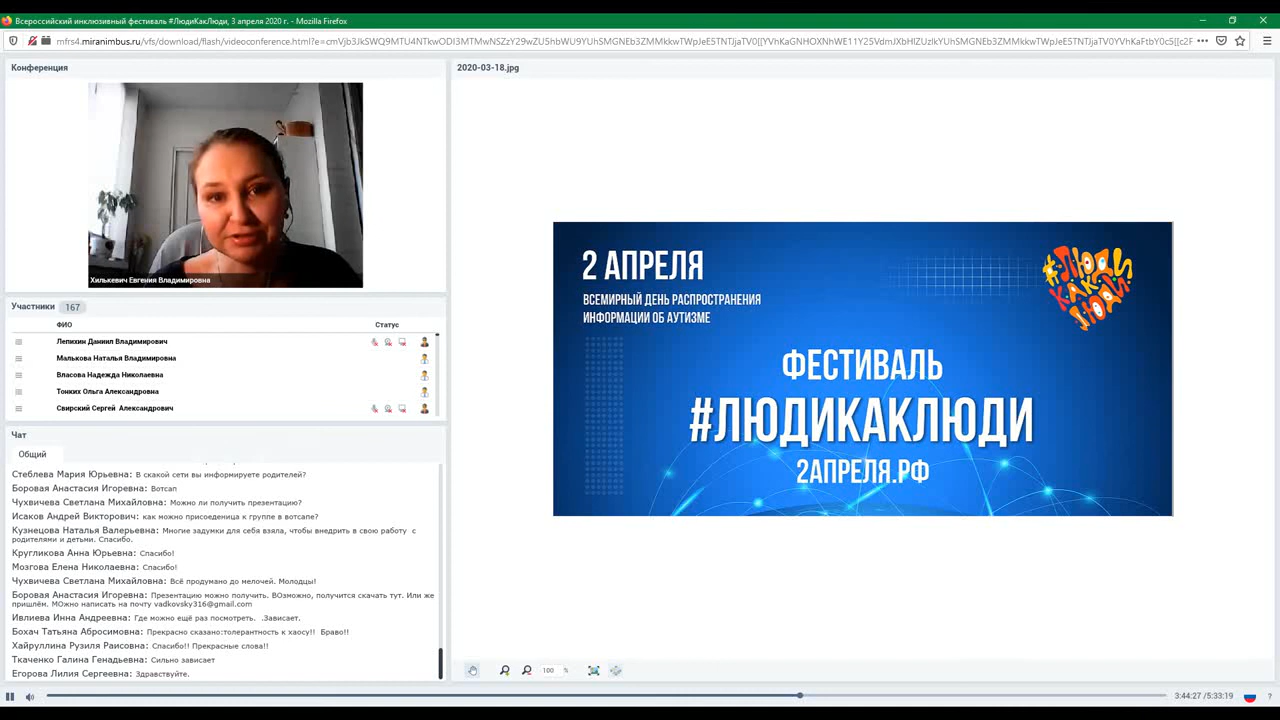 Всероссийский инклюзивный фестиваль #ЛюдиКакЛюди, 3 апреля 2020 г. - Mozilla Firefox
Конференция
2020-03-18.jpg
Хилькевич Евгения Владимировна
2 АПРЕЛЯ
ВСЕМИРНЫЙ ДЕНЬ РАСПРОСТРАНЕНИЯ
ИНФОРМАЦИИ ОБ АУТИЗМЕ
#ЛЮДИ
КАК
ЛЮДИ
ФЕСТИВАЛЬ
#ЛЮДИКАКЛЮДИ
2АПРЕЛЯ.РФ
Участники 167
ФИО Статус
Лепихин Даниил Владимирович
Малькова Наталья Владимировна
Власова Надежда Николаевна
Тонких Ольга Александровна
Свирский Сергей Александрович
Чат
Общий
Стеблева Мария Юрьевна: В скакой сети вы информируете родителей?
Боровая Анастасия Игоревна: Вотсап
Чухвичева Светлана Михайловна: Можно ли получить презентацию?
Исаков Андрей Викторович: как можно присоеденица к группе в вотсапе?
Кузнецова Наталья Валерьевна: Многие задумки для себя взяла, чтобы внедрить в свою работу с
родителями и детьми. Спасибо.
Кругликова Анна Юрьевна: Спасибо!
Мозгова Елена Николаевна: Спасибо!
Чухвичева Светлана Михайловна: Всё продумано до мелочей. Молодцы!
Боровая Анастасия Игоревна: Презентацию можно получить. ВОзможно, получится скачать тут. Или же
пришлём. МОжно написать на почту vadkovsky316@gmail.com
Ивлиева Инна Андреевна: Где можно ещё раз посмотреть. .Зависает.
Бохач Татьяна Абросимовна: Прекрасно сказано:толерантность к хаосу!! Браво!!
Хайруллина Рузиля Раисовна: Спасибо!! Прекрасные слова!!
Ткаченко Галина Генадьевна: Сильно зависает
Егорова Лилия Сергеевна: Здравствуйте.
100 %
3:44:27 /5:33:19
?